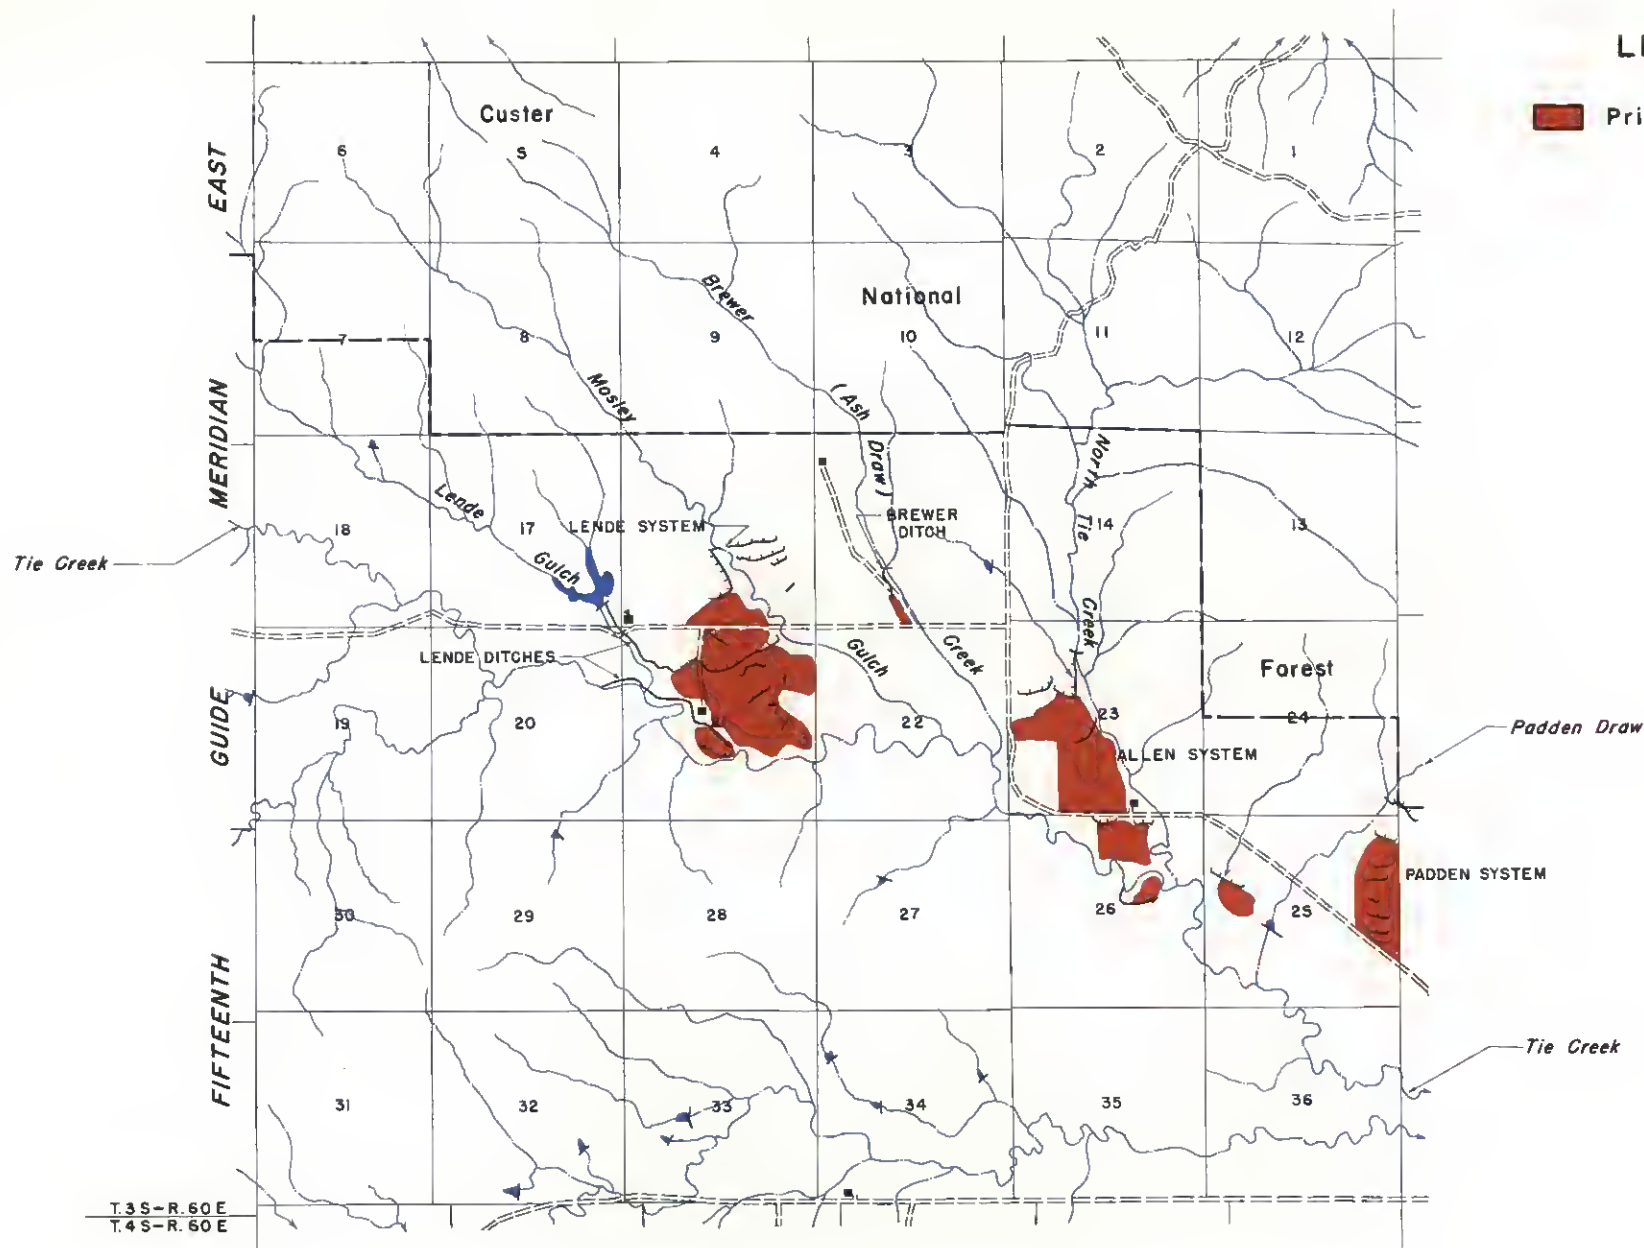 LE
Pri
Custer
6
5
4
3
2
1
EAST
Brewer
National
7
8
9
10
11
12
Mosley
(Ash
Draw)
MERIDIAN
North
Tie
Creek
Lende
Gulch
18
17
LENDE SYSTEM
BREWER
DITCH
14
13
Tie Creek
LENDE DITCHES
Gulch
Creek
Forest
GUIDE
19
20
21
22
23
24
ALLEN SYSTEM
Padden Draw
PADDEN SYSTEM
30
29
28
27
26
25
FIFTEENTH
Tie Creek
31
32
33
34
35
36
T.3 S-R.60 E
T.4 S-R.60 E